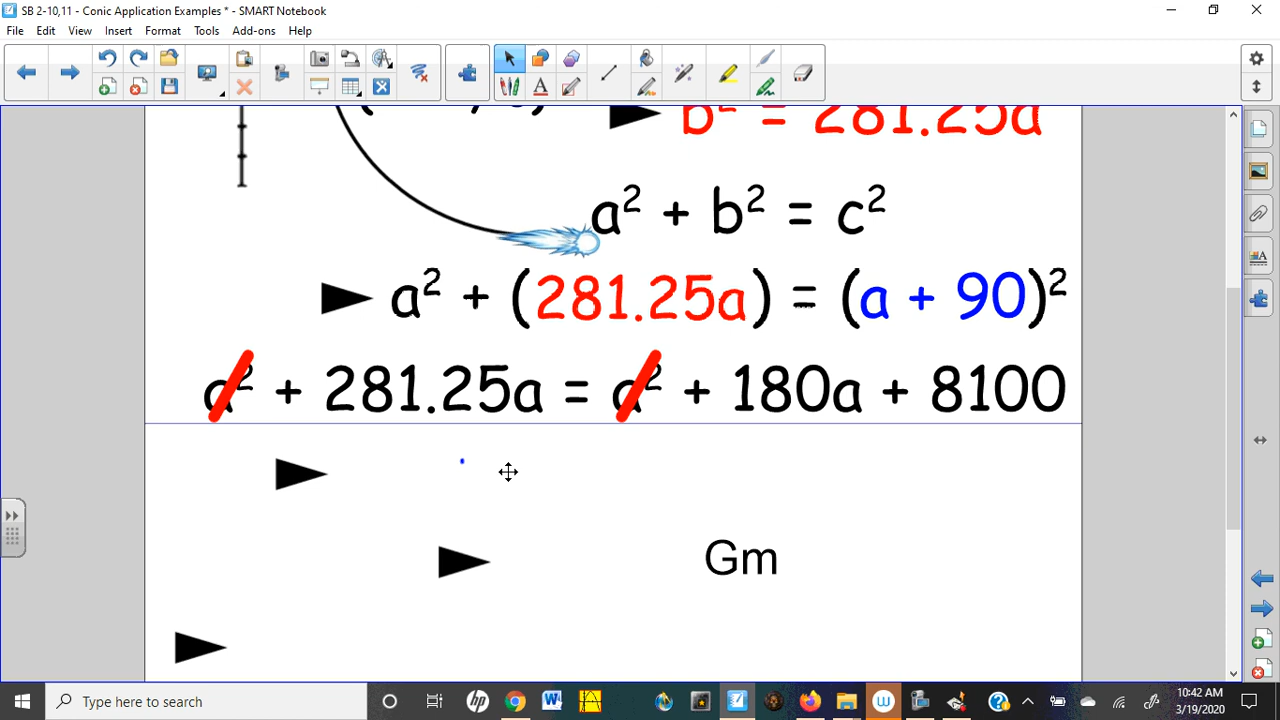 SB 2-10,11 - Conic Application Examples * - SMART Notebook
File Edit View Insert Format Tools Add-ons Help
b² = 281.25a
a² + b² = c²
a² + (281.25a) = (a + 90)²
a² + 281.25a = a² + 180a + 8100
Gm
Type here to search
10:42 AM
3/19/2020